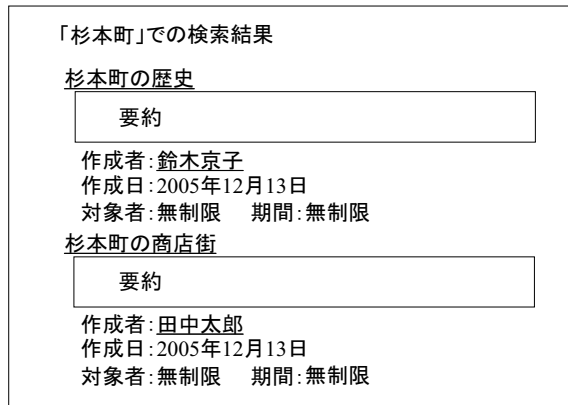 「杉本町」での検索結果
杉本町の歴史
要約
作成者:鈴木京子
作成日:2005年12月13日
対象者:無制限　期間:無制限
杉本町の商店街
要約
作成者:田中太郎
作成日:2005年12月13日
対象者:無制限　期間:無制限